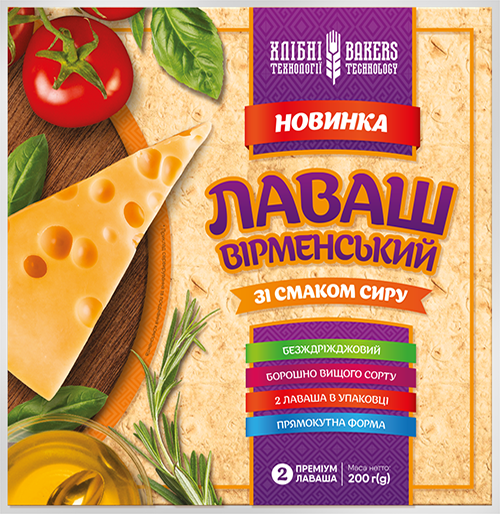 ХЛІБНІ BAKERS
ТЕХНОЛОГІЇ TECHNOLOGY
НОВИНКА
ЛАВАШ
ВІРМЕНСЬКИЙ
ЗІ СМАКОМ СИРУ
БЕЗДРІЖДЖОВИЙ
БОРОШНО ВИЩОГО СОРТУ
2 ЛАВАША В УПАКОВЦІ
ПРЯМОКУТНА ФОРМА
2 ПРЕМІУМ ЛАВАША
Маса нетто: 200 г(g)